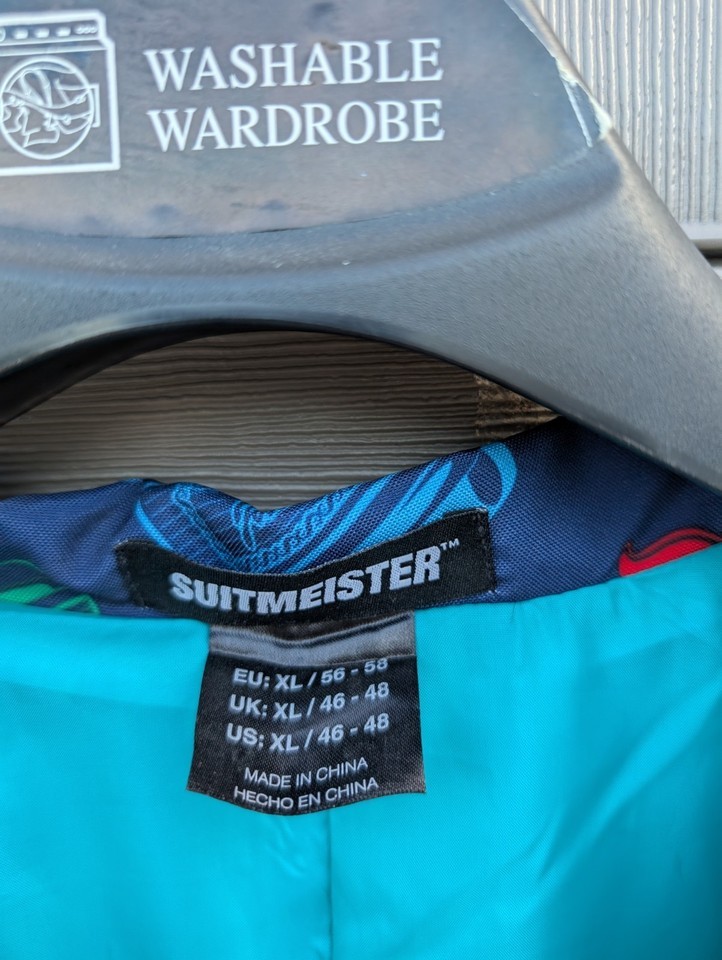 WASHABLE
WARDROBE
SUITMEISTER™
EU: XL / 56 - 58
UK: XL / 46 - 48
US: XL / 46 - 48
MADE IN CHINA
HECHO EN CHINA